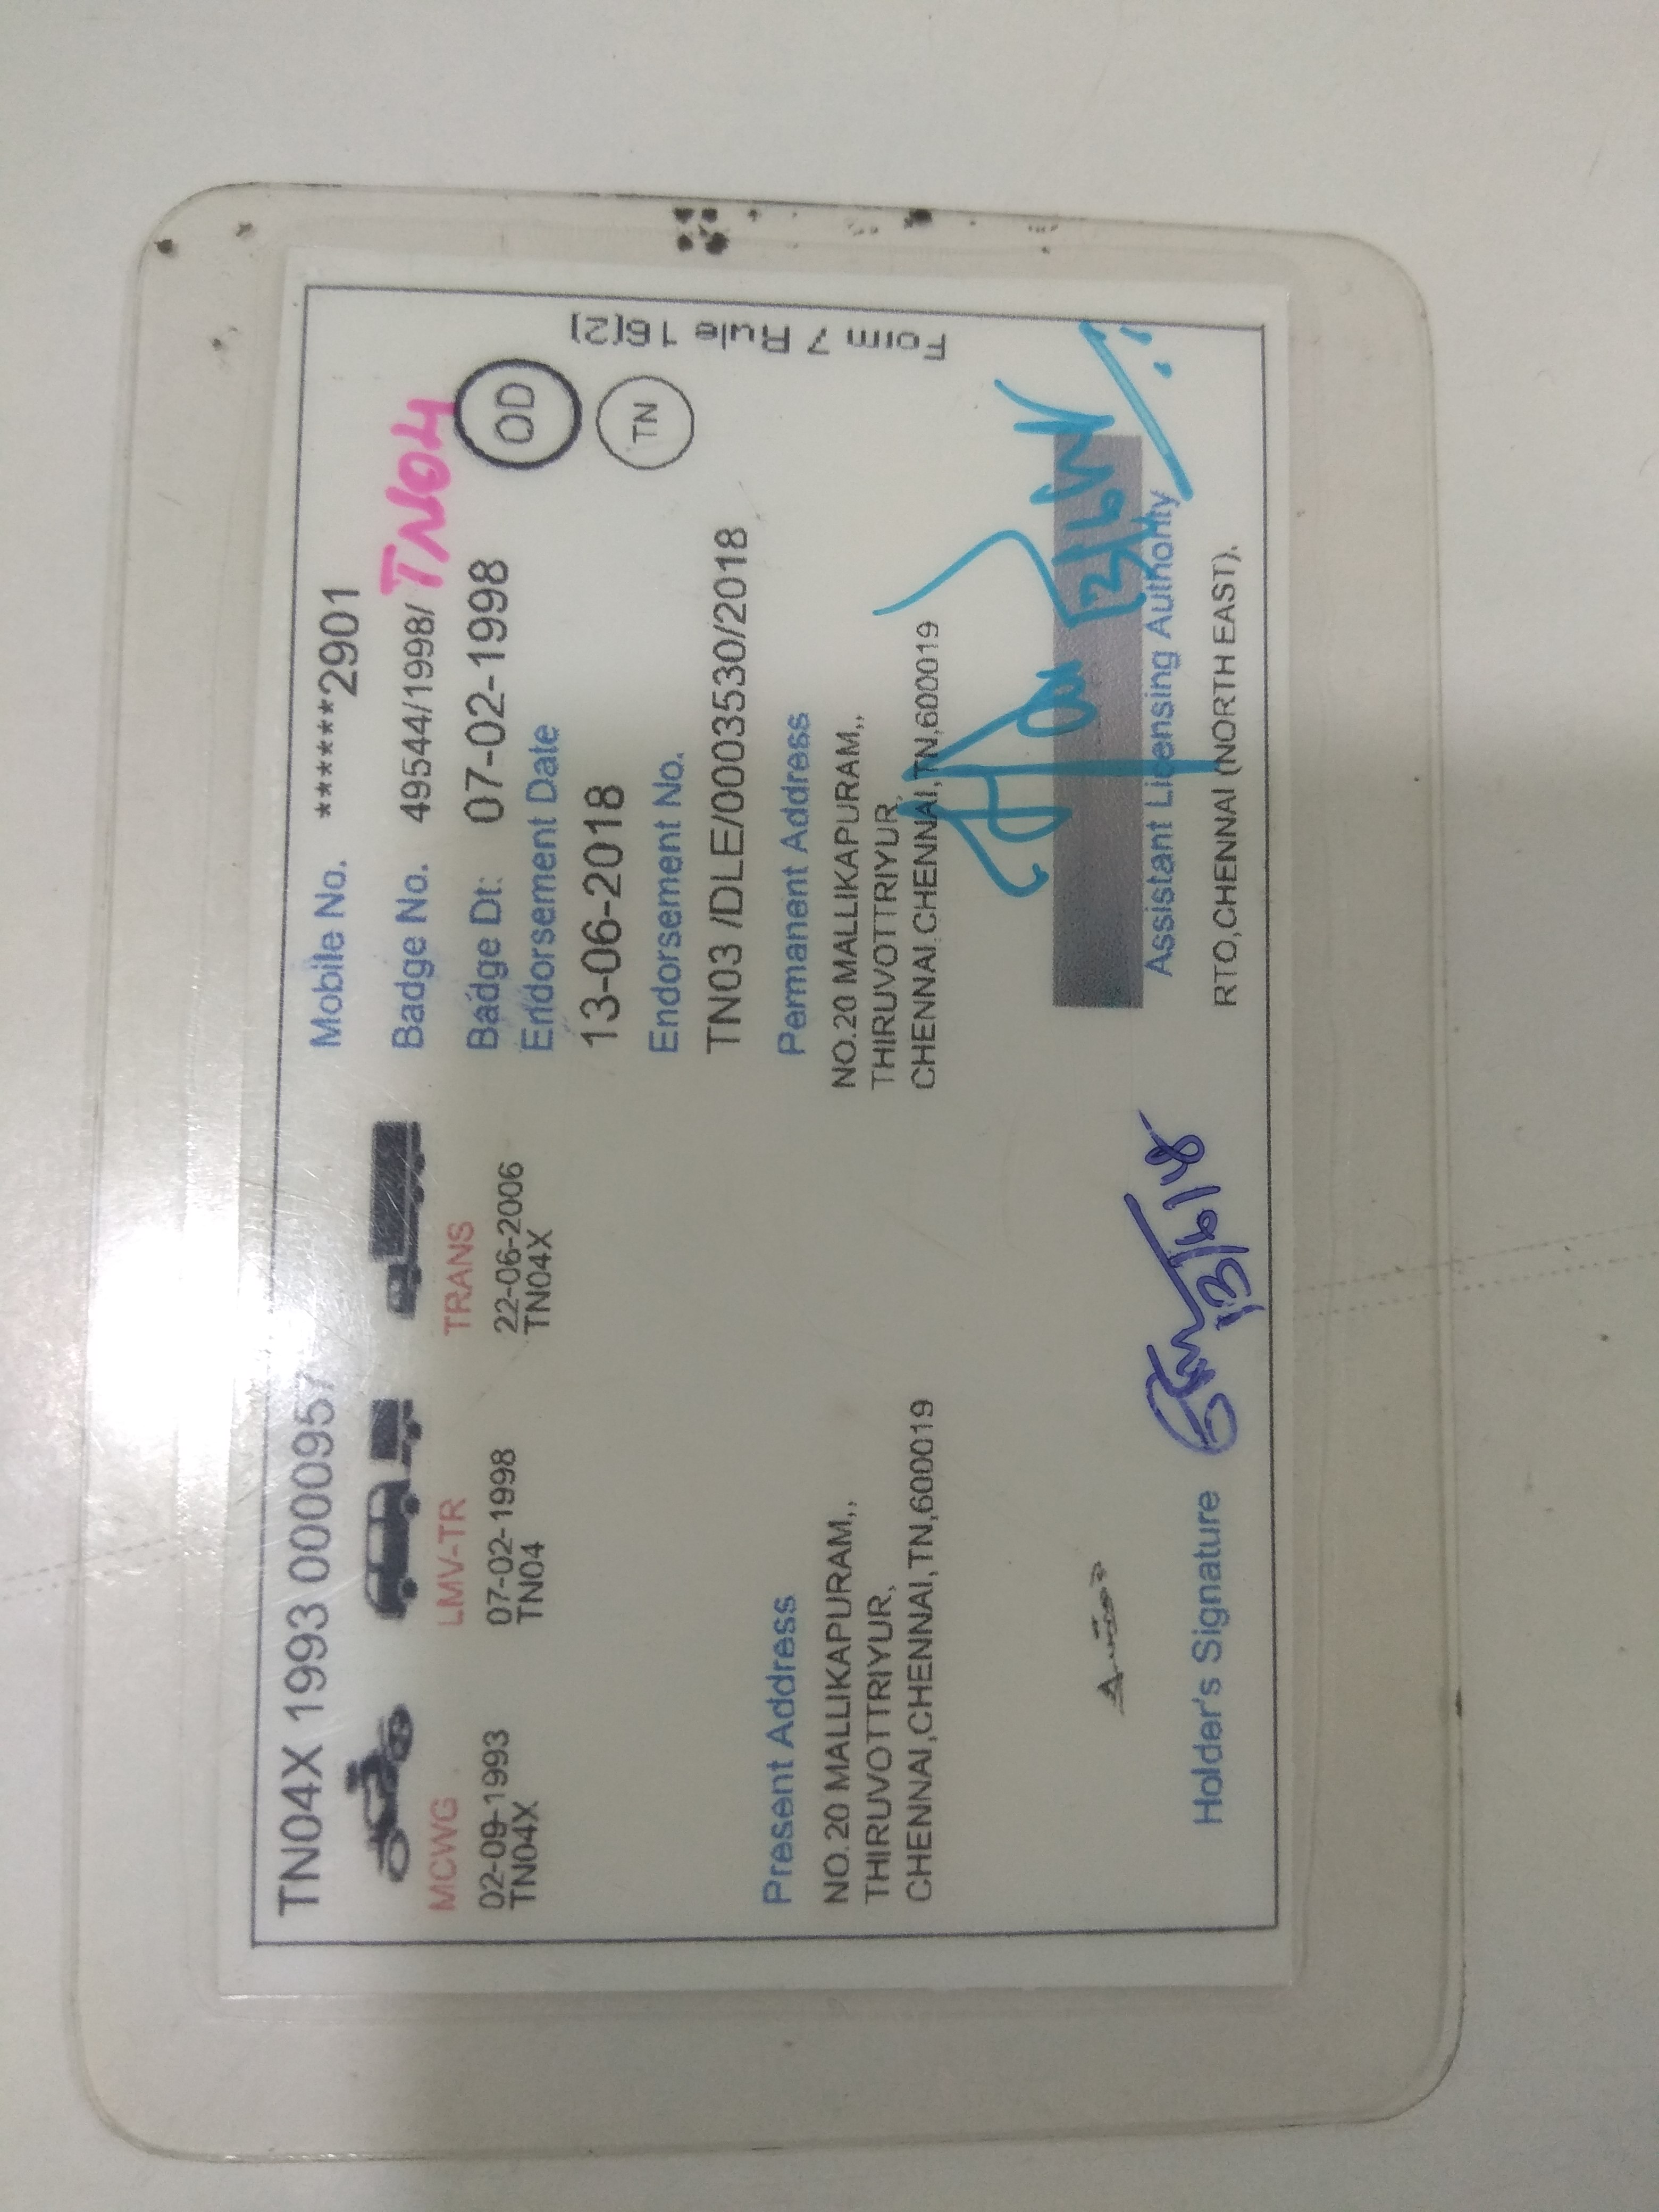 TN04X 1993 0000957
Mobile No. ******2901
Badge No. 49544/1998/ TN04
Badge Dt: 07-02-1998
OD
Endorsement Date
13-06-2018
TN
Endorsement No.
TN03 /DLE/0003530/2018
MCWG
02-09-1993
TN04X
LMV-TR
07-02-1998
TN04
TRANS
22-06-2006
TN04X
Form 7 Rule 16(2)
Present Address
NO.20 MALLIKAPURAM,,
THIRUVOTTRIYUR,
CHENNAI,CHENNAI,TN,600019
Permanent Address
NO.20 MALLIKAPURAM,,
THIRUVOTTRIYUR,
CHENNAI,CHENNAI,TN,600019
Holder's Signature
13/6/18
Assistant Licensing Authority
RTO,CHENNAI (NORTH EAST).